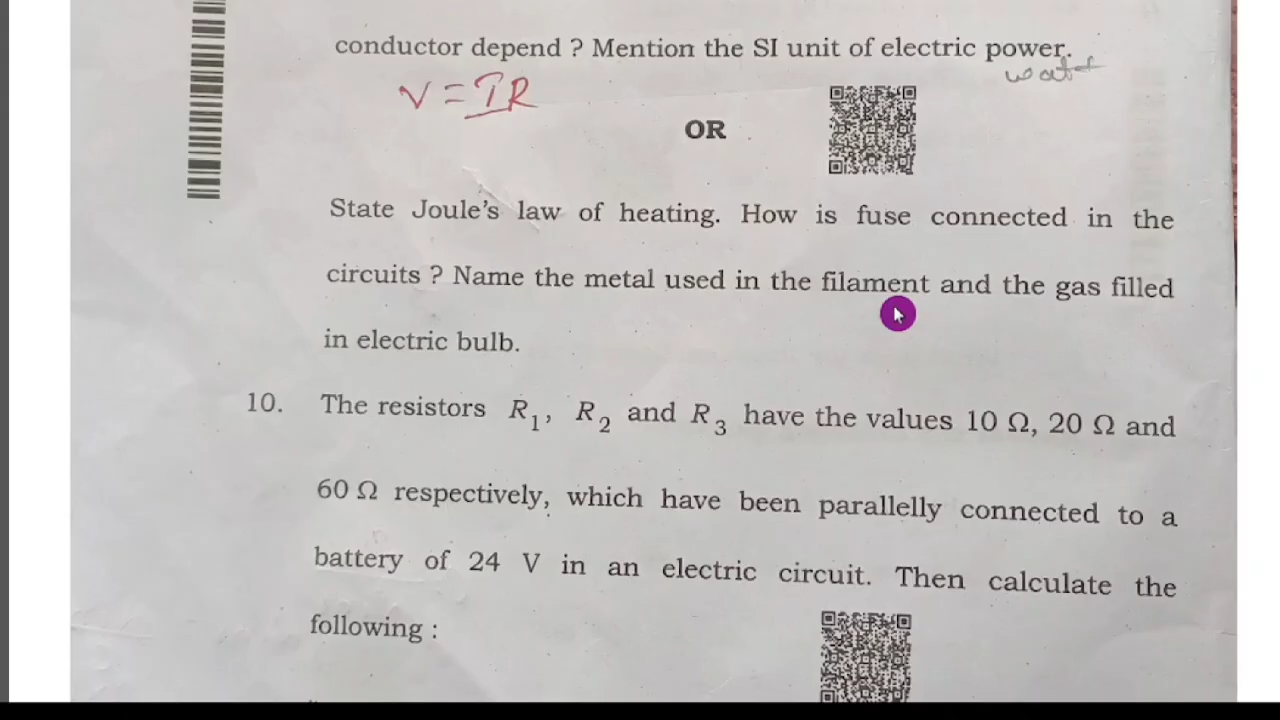 conductor depend ? Mention the SI unit of electric power.
watt
V = IR
OR
State Joule's law of heating. How is fuse connected in the
circuits ? Name the metal used in the filament and the gas filled
in electric bulb.
10. The resistors R₁, R₂ and R₃ have the values 10 Ω, 20 Ω and
60 Ω respectively, which have been parallelly connected to a
battery of 24 V in an electric circuit. Then calculate the
following :